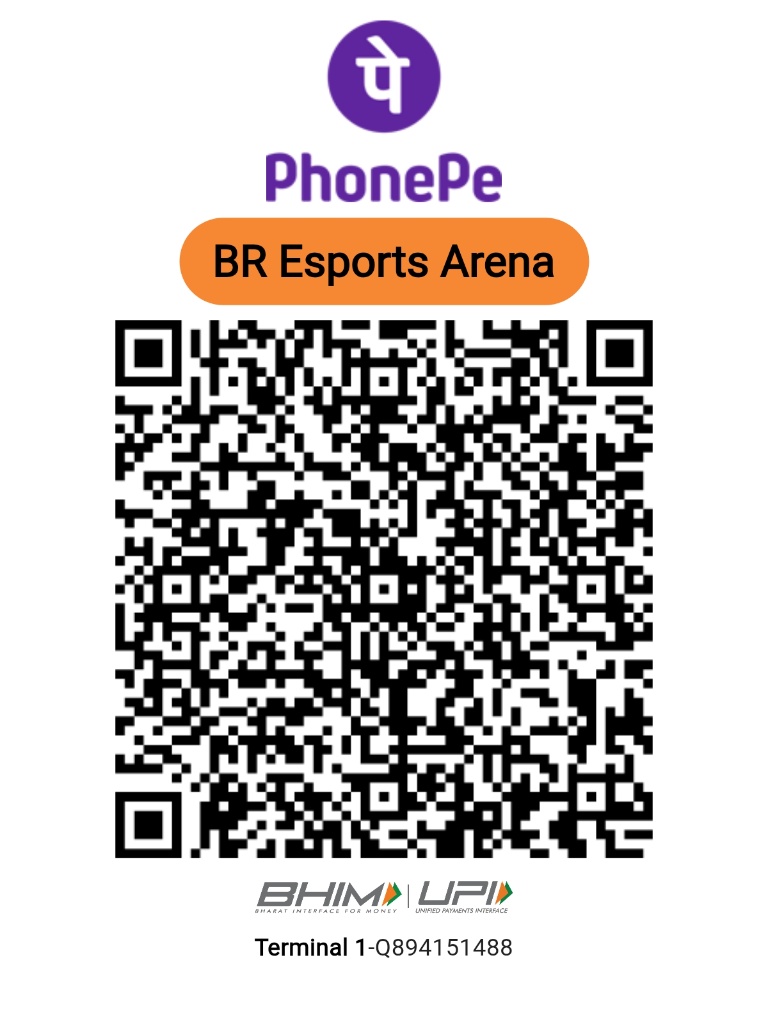 पे
PhonePe
BR Esports Arena
BHIM | UPI
BHARAT INTERFACE FOR MONEY UNIFIED PAYMENTS INTERFACE
Terminal 1-Q894151488